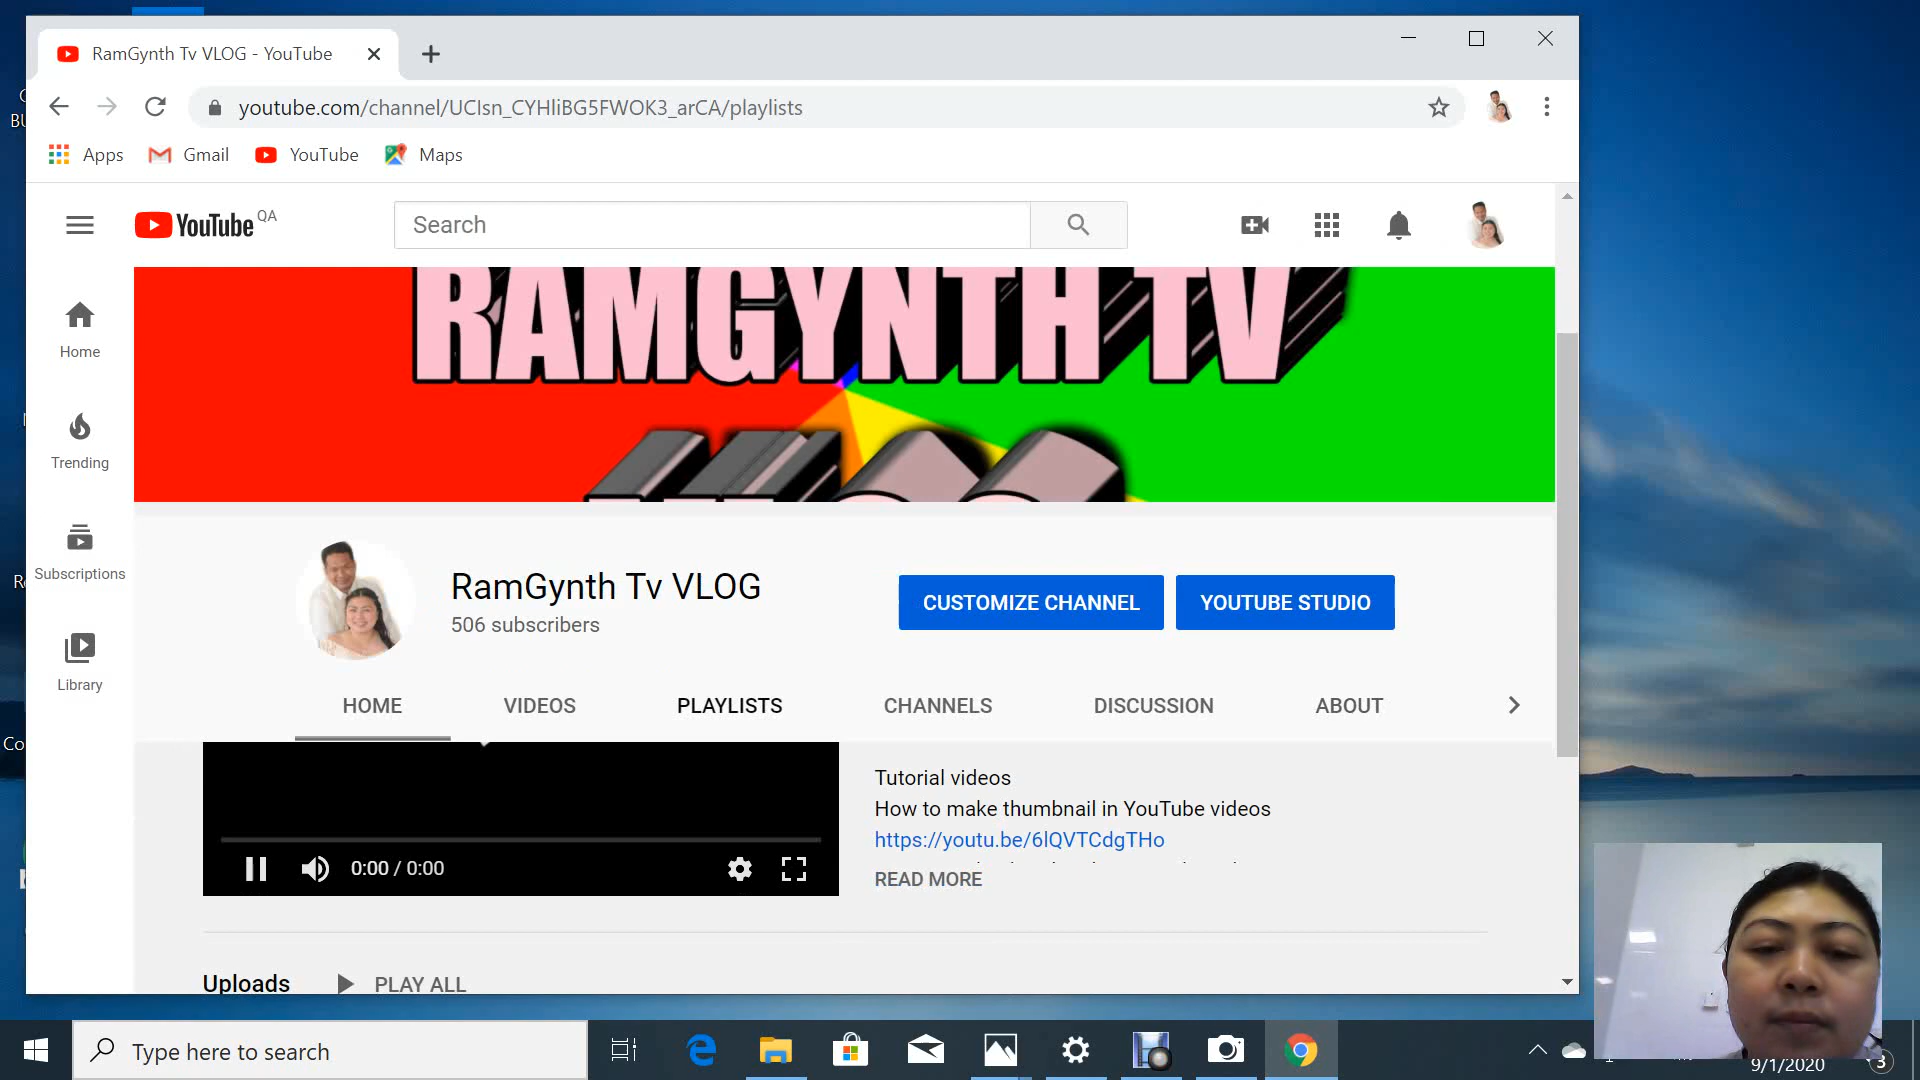 RamGynth Tv VLOG - YouTube
youtube.com/channel/UCIsn_CYHliBG5FWOK3_arCA/playlists
Apps Gmail YouTube Maps
YouTube QA
Search
RAMGYNTH TV
Home
Trending
Subscriptions
Library
RamGynth Tv VLOG
506 subscribers
CUSTOMIZE CHANNEL YOUTUBE STUDIO
HOME VIDEOS PLAYLISTS CHANNELS DISCUSSION ABOUT
0:00 / 0:00
Tutorial videos
How to make thumbnail in YouTube videos
https://youtu.be/6lQVTCdgTHo
READ MORE
Uploads PLAY ALL
Type here to search
9/1/2020
3